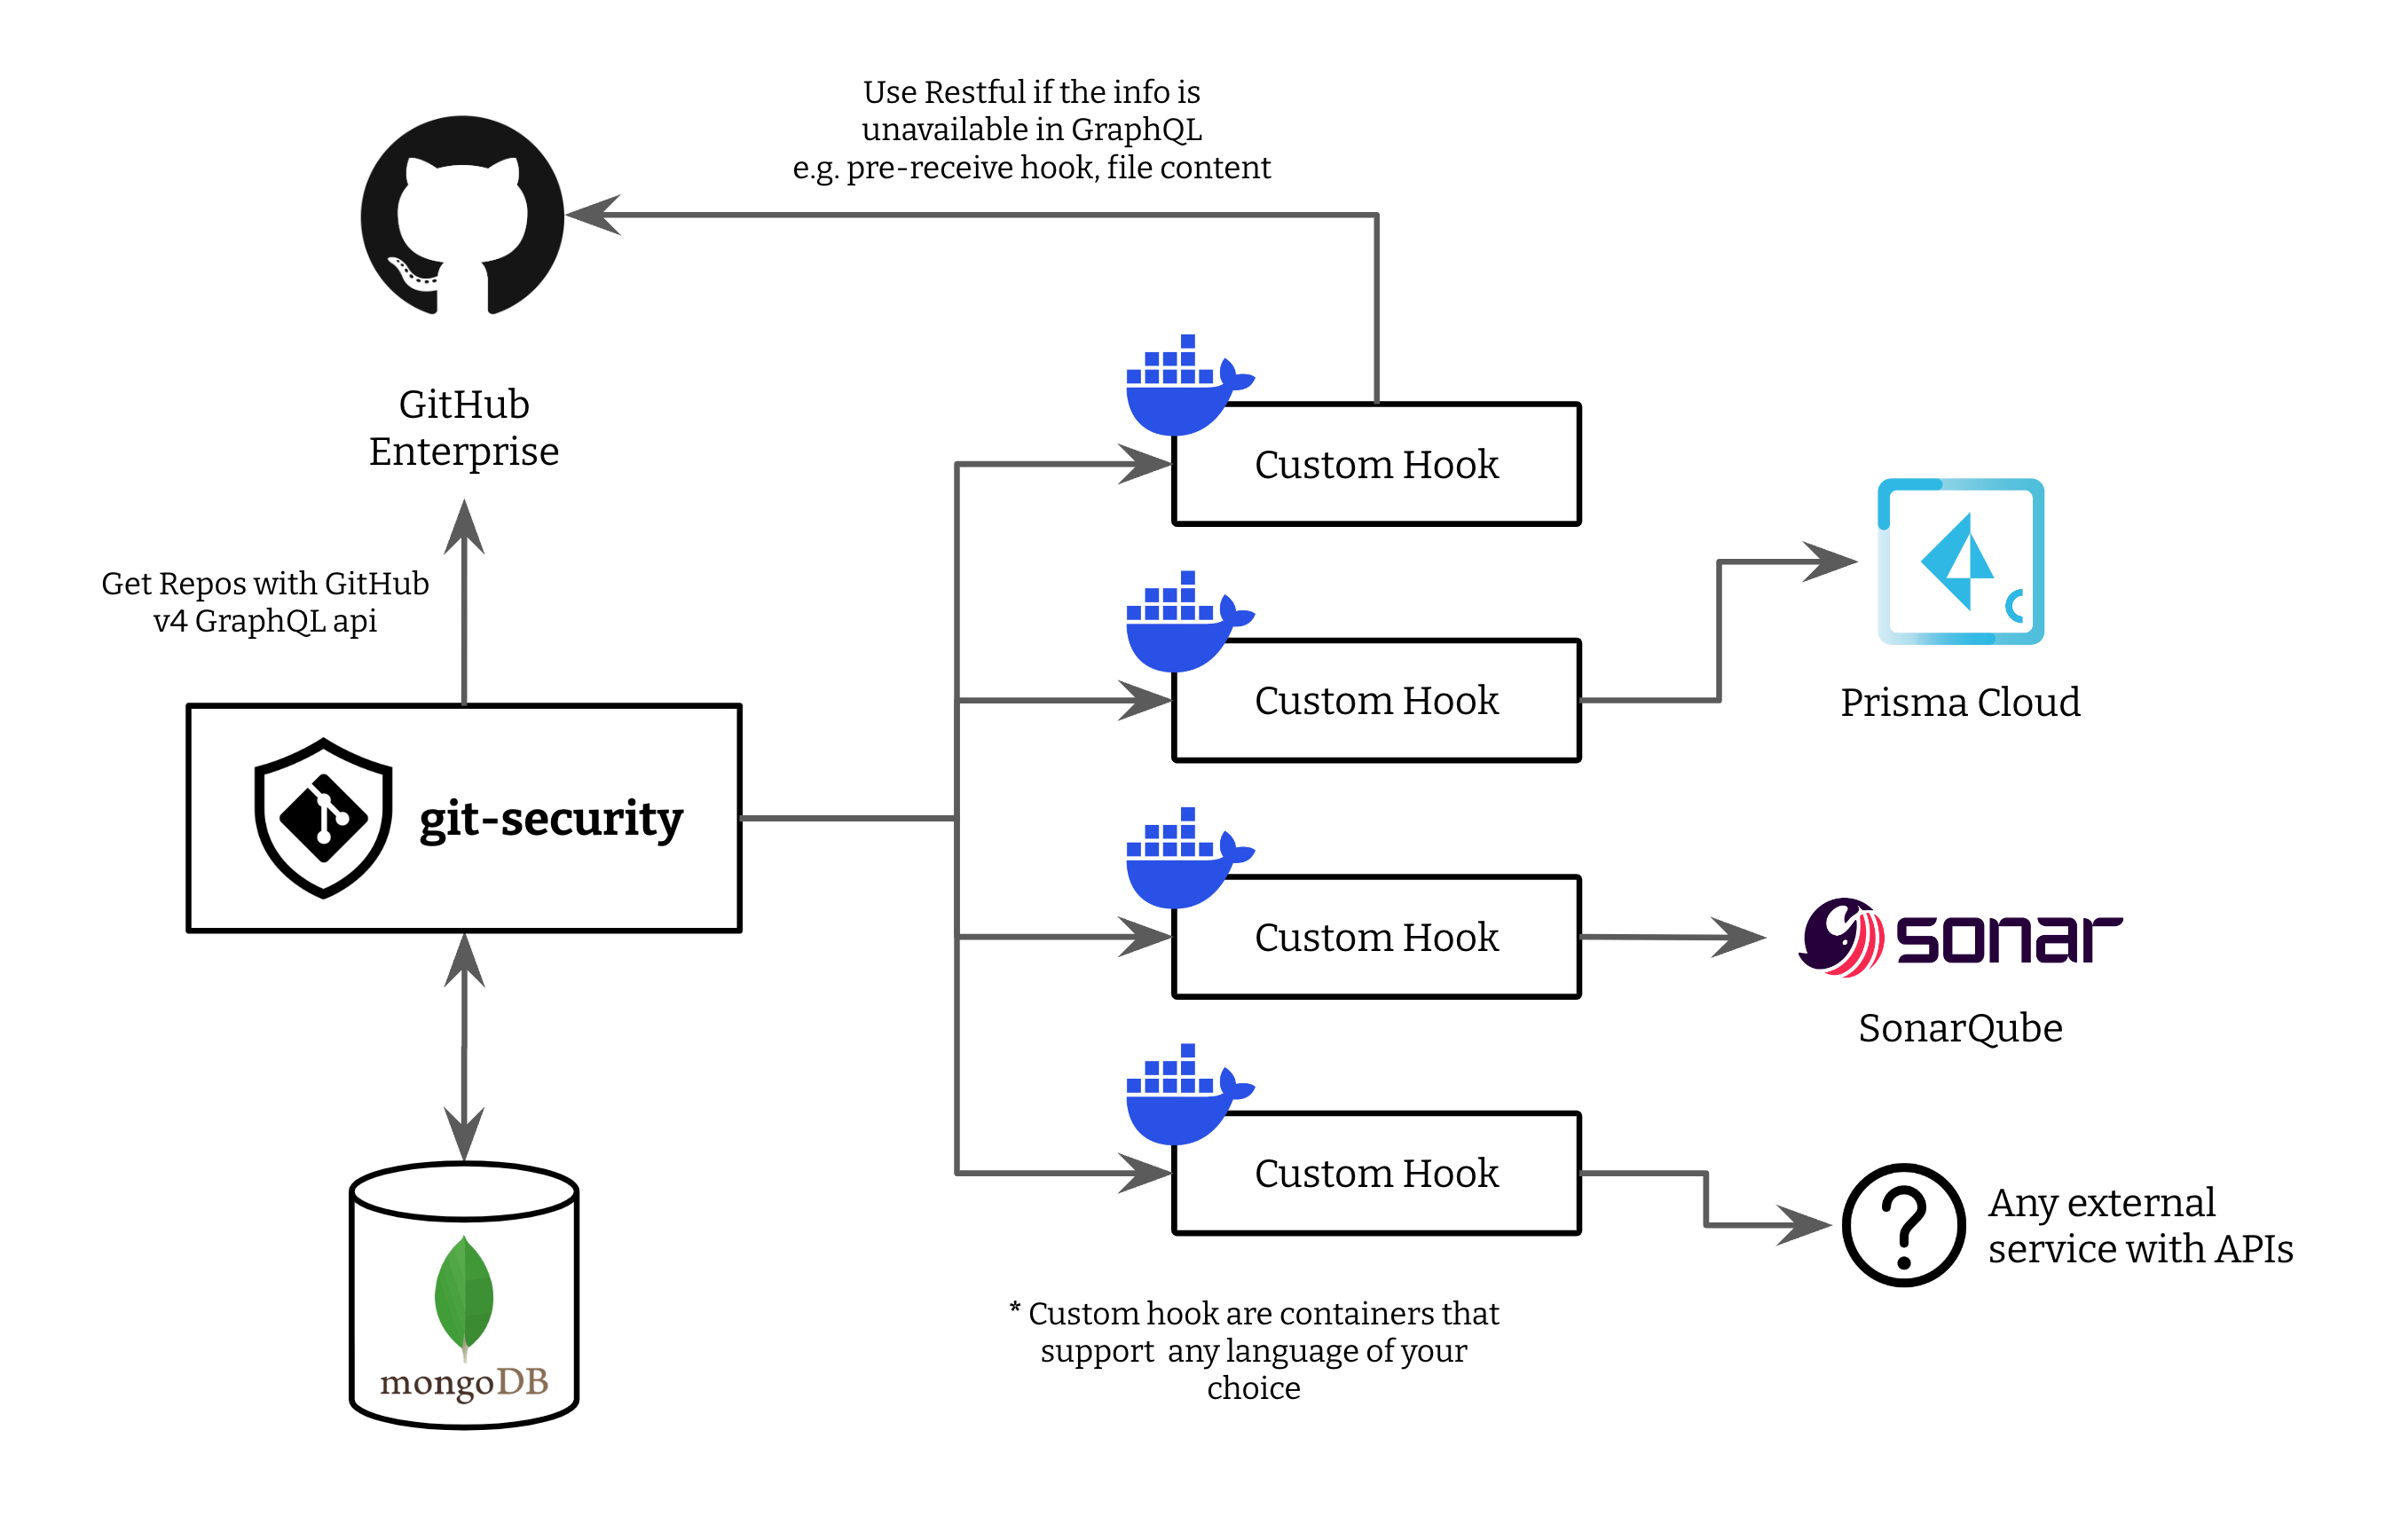 Use Restful if the info is
unavailable in GraphQL
e.g. pre-receive hook, file content
GitHub
Enterprise
Custom Hook
Get Repos with GitHub
v4 GraphQL api
Custom Hook
Prisma Cloud
git-security
Custom Hook
sonar
SonarQube
Custom Hook
Any external
service with APIs
mongoDB
* Custom hook are containers that
support  any language of your
choice